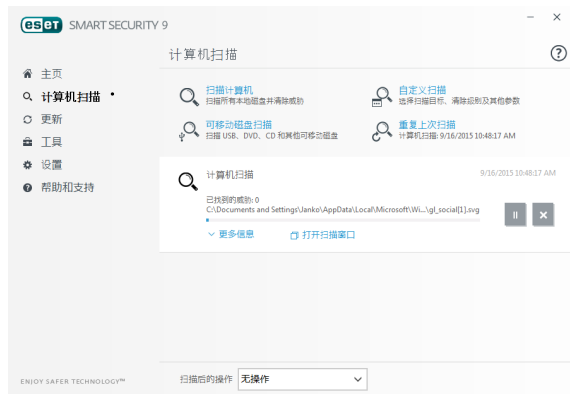 eseT SMART SECURITY 9
计算机扫描
?
主页
计算机扫描
更新
工具
设置
帮助和支持
扫描计算机
扫描所有本地磁盘并清除威胁
自定义扫描
选择扫描目标、清除级别及其他参数
可移动磁盘扫描
扫描 USB、DVD、CD 和其他可移动磁盘
重复上次扫描
计算机扫描: 9/16/2015 10:48:17 AM
计算机扫描
9/16/2015 10:48:17 AM
已找到的威胁: 0
C:\Documents and Settings\Janko\AppData\Local\Microsoft\Wi...\gl_social[1].svg
更多信息
打开扫描窗口
扫描后的操作 无操作
ENJOY SAFER TECHNOLOGY™